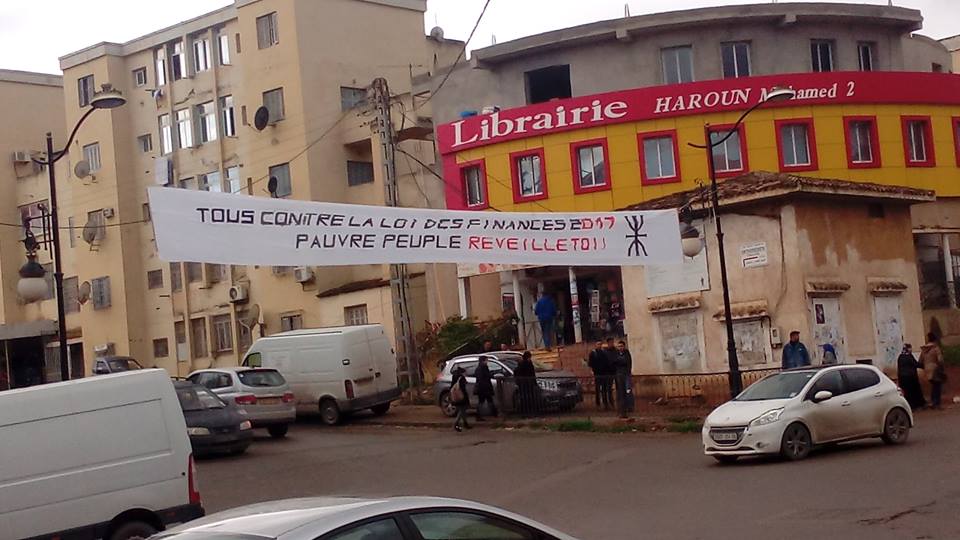 Librairie HAROUN Mohamed 2
TOUS CONTRE LA LOI DES FINANCES 2017
PAUVRE PEUPLE REVEILLE TOI!